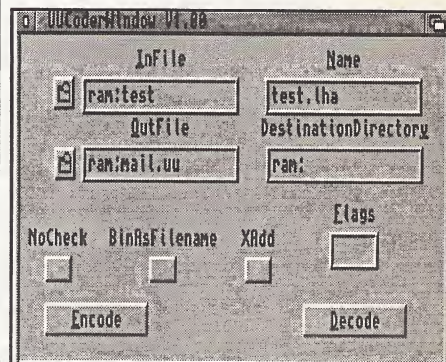 UUCoderWindow V1.00
InFile
Name
ram:test
test.lha
OutFile
DestinationDirectory
ram:mail.uu
ram:
Flags
NoCheck BinAsFilename XAdd
Encode
Decode